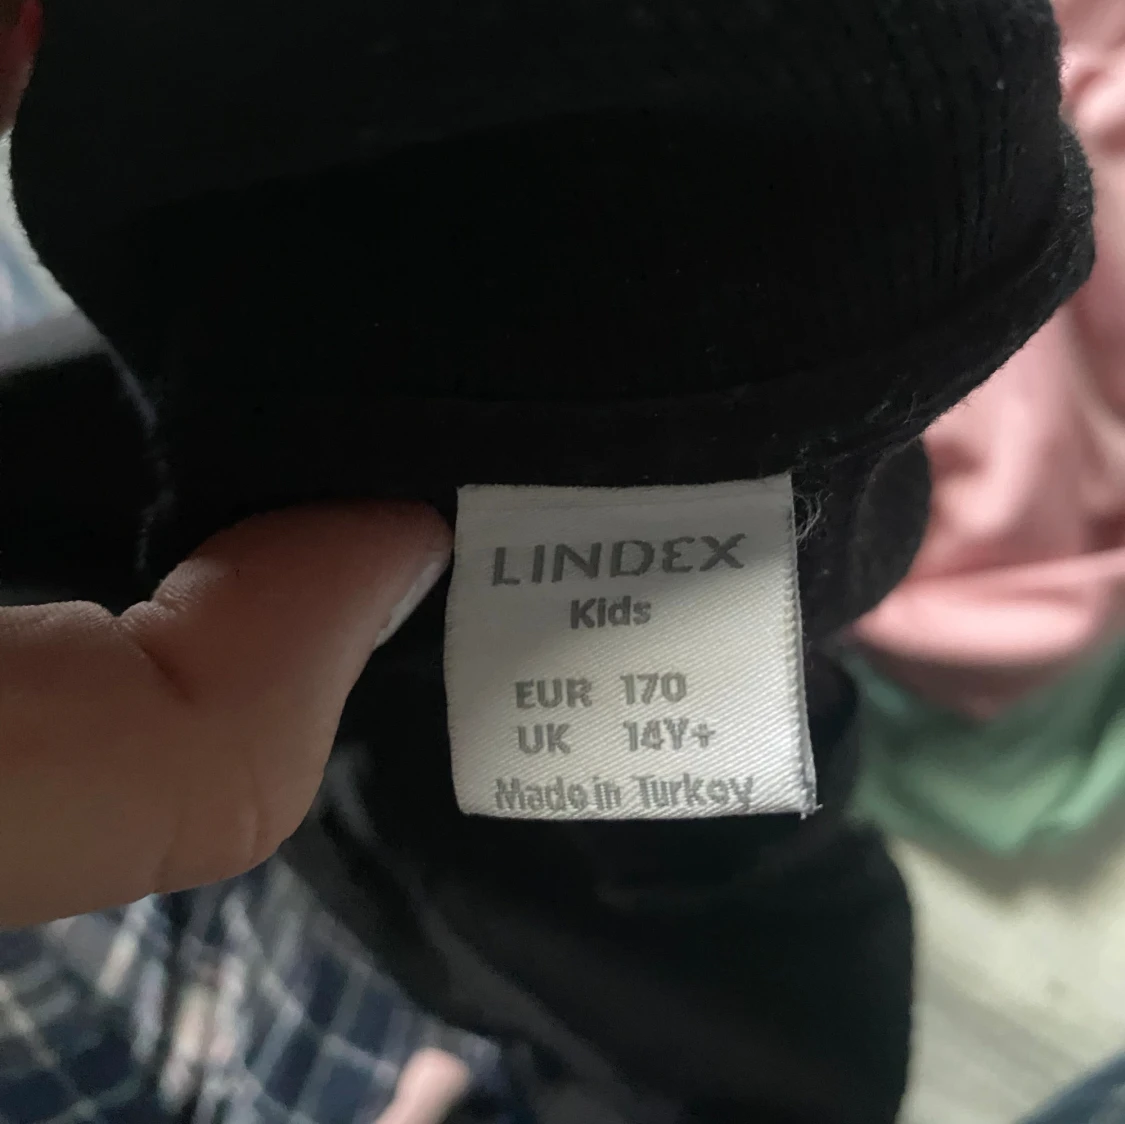 LINDEX
Kids
EUR 170
UK 14Y+
Made in Turkey